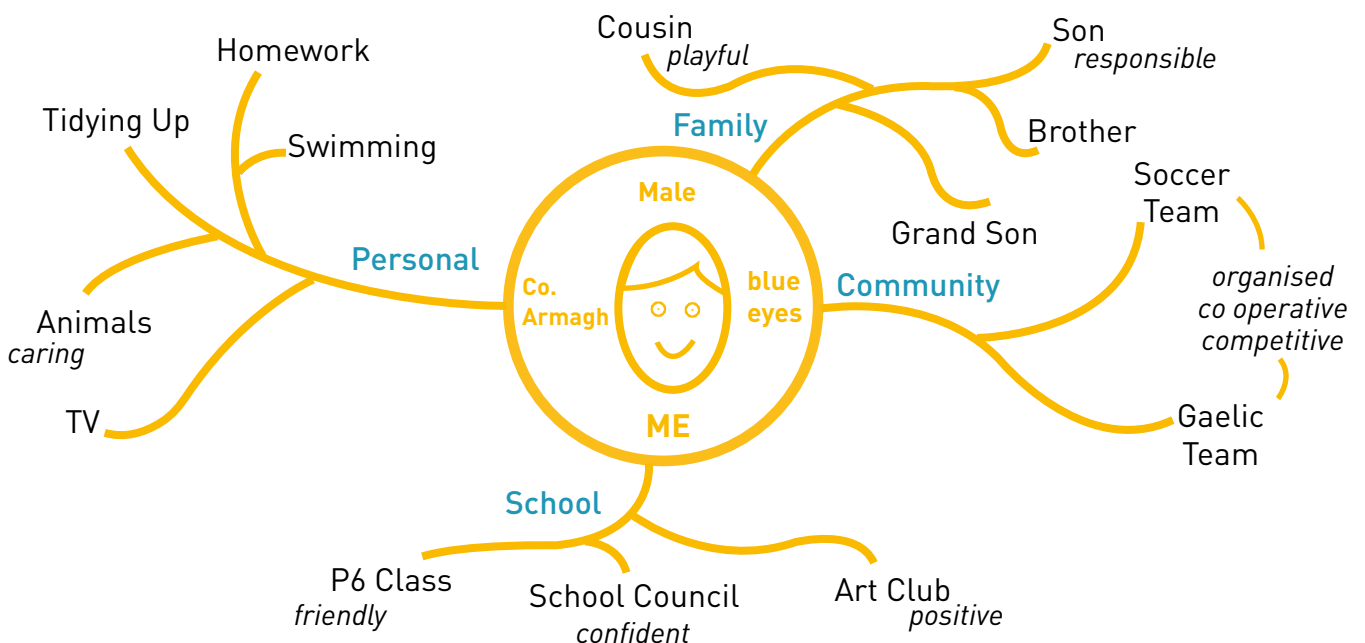 Homework
Tidying Up
Swimming
Personal
Animals
caring
TV
Cousin
playful
Son
responsible
Family
Brother
Grand Son
Male
Co.
Armagh
blue
eyes
ME
Community
Soccer
Team
organised
co operative
competitive
Gaelic
Team
School
P6 Class
friendly
School Council
confident
Art Club
positive